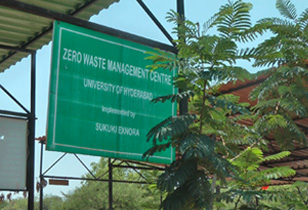 ZERO WASTE MANAGEMENT CENTRE
UNIVERSITY OF HYDERABAD
Implemented by
SUKUKI EXNORA